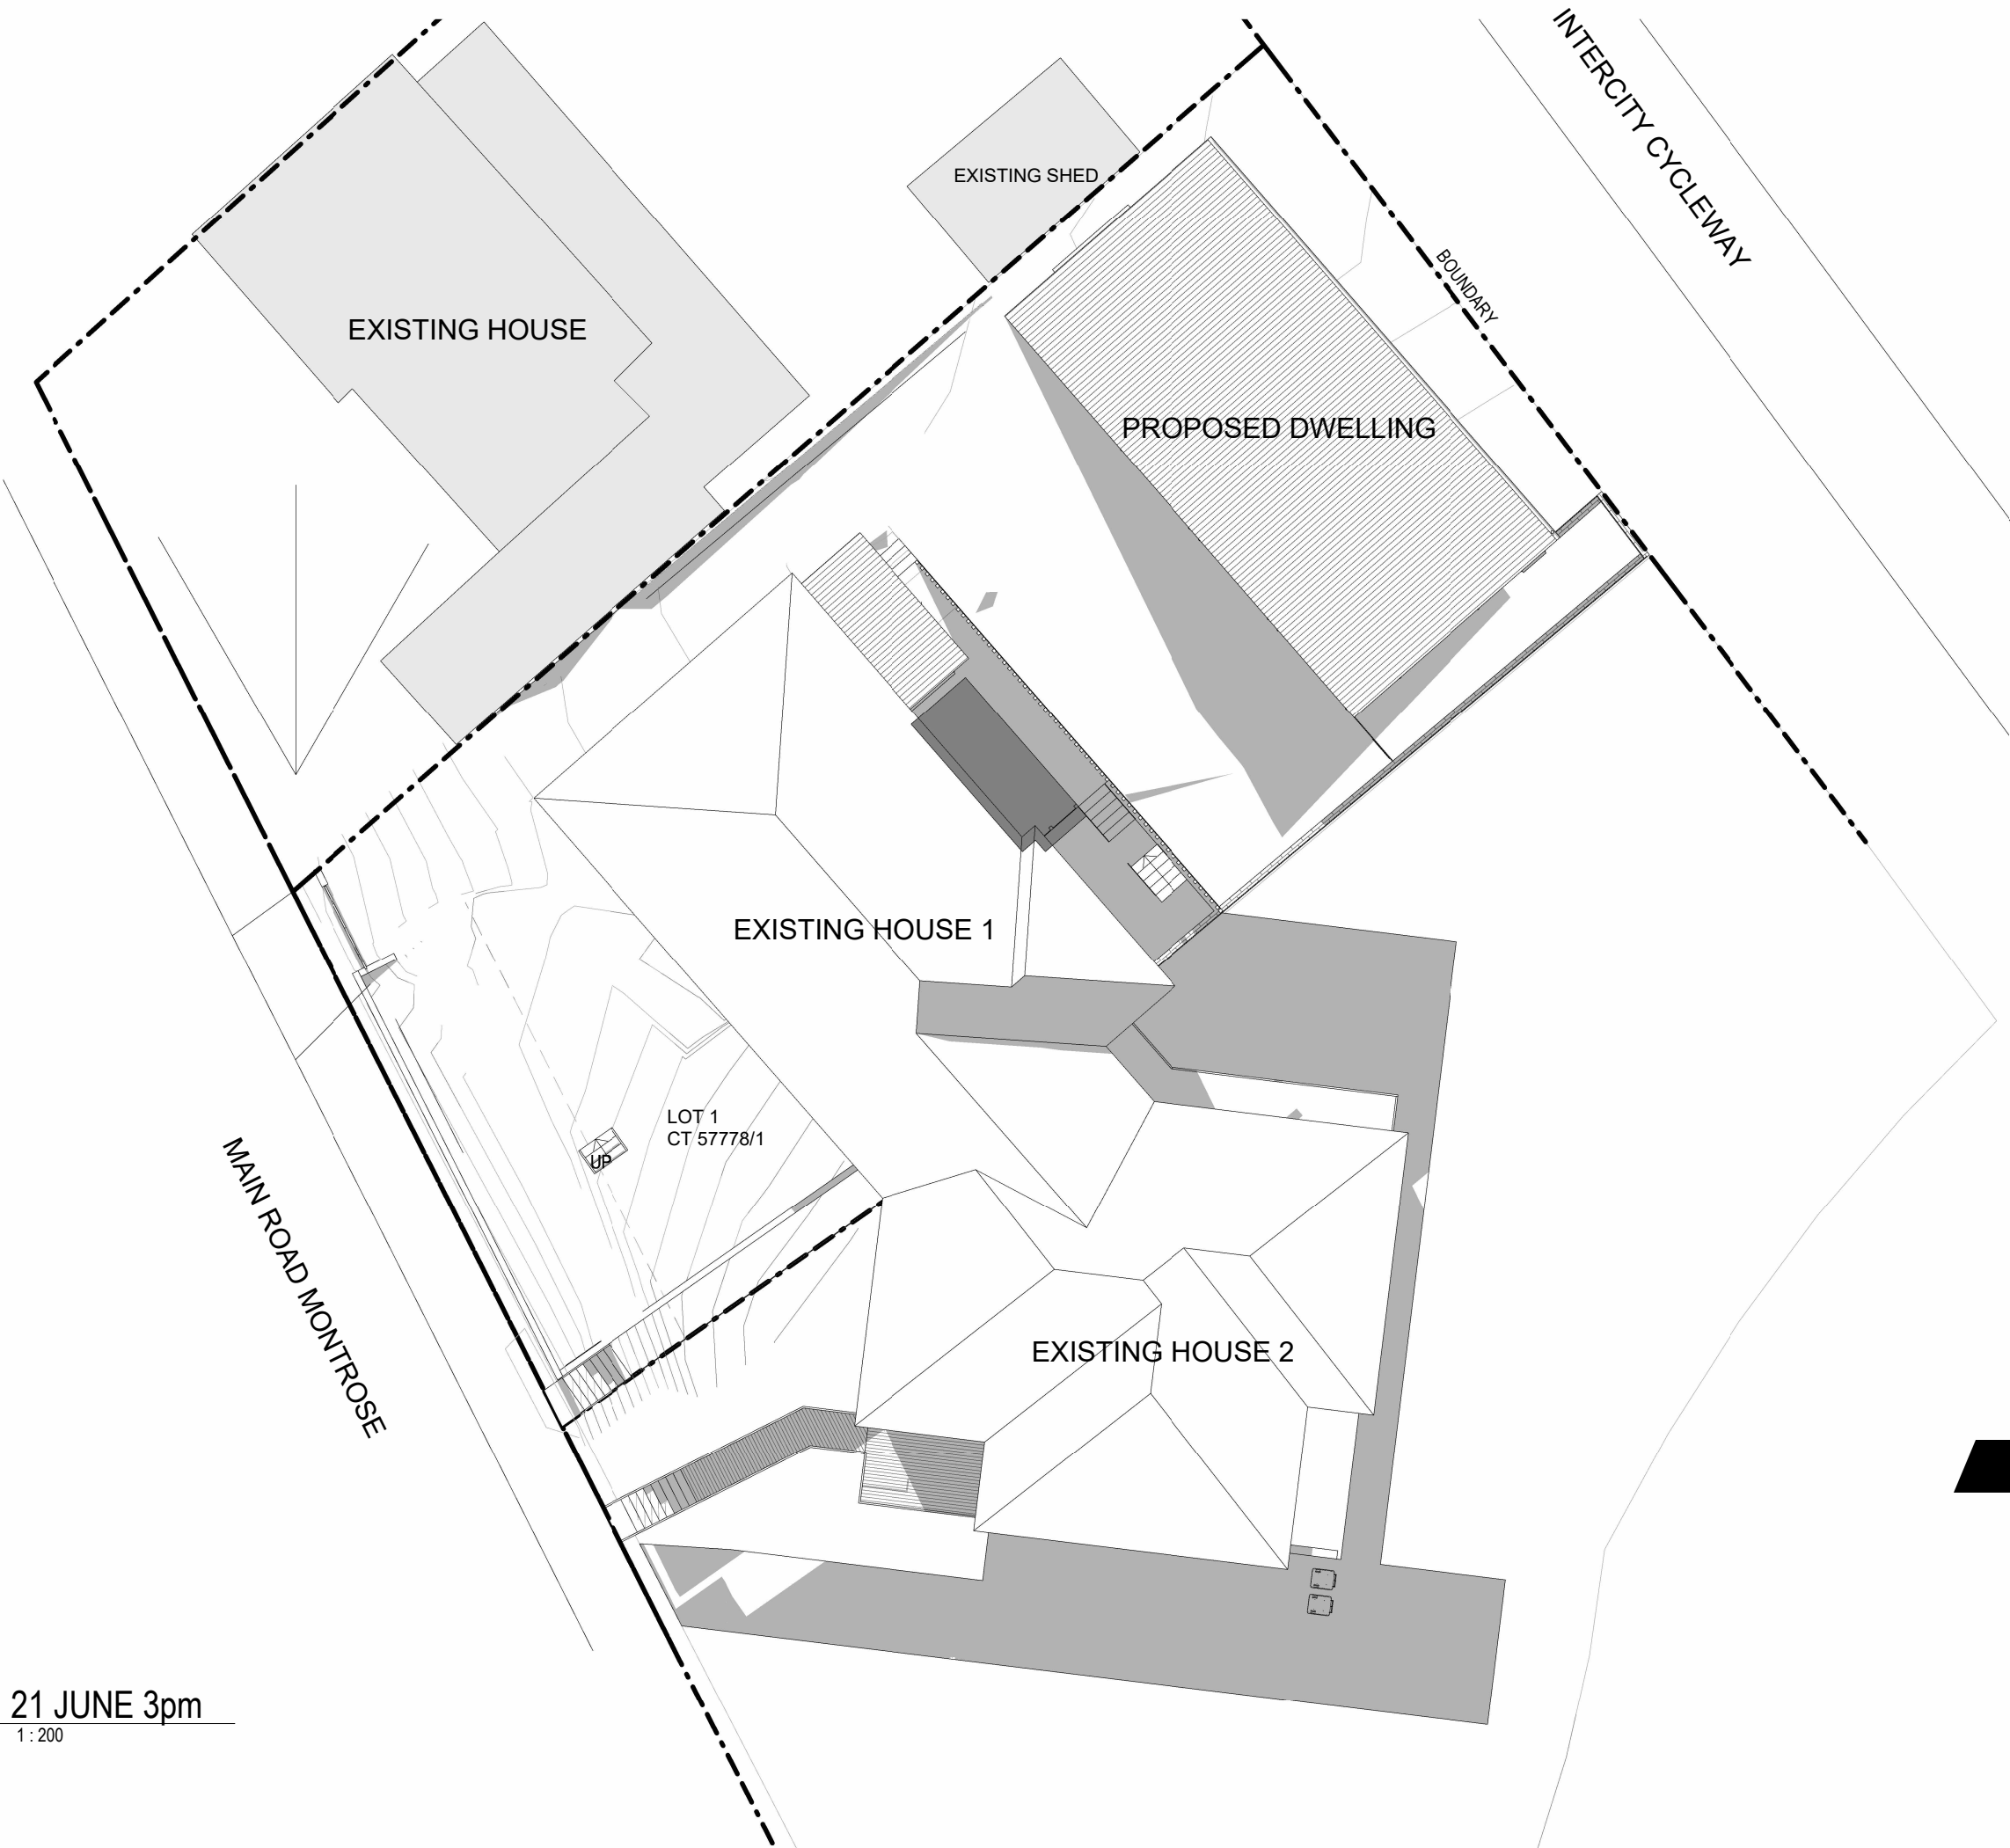 INTERCITY CYCLEWAY
EXISTING SHED
BOUNDARY
EXISTING HOUSE
PROPOSED DWELLING
EXISTING HOUSE 1
LOT 1
CT 57778/1
UP
MAIN ROAD MONTROSE
EXISTING HOUSE 2
21 JUNE 3pm
1 : 200